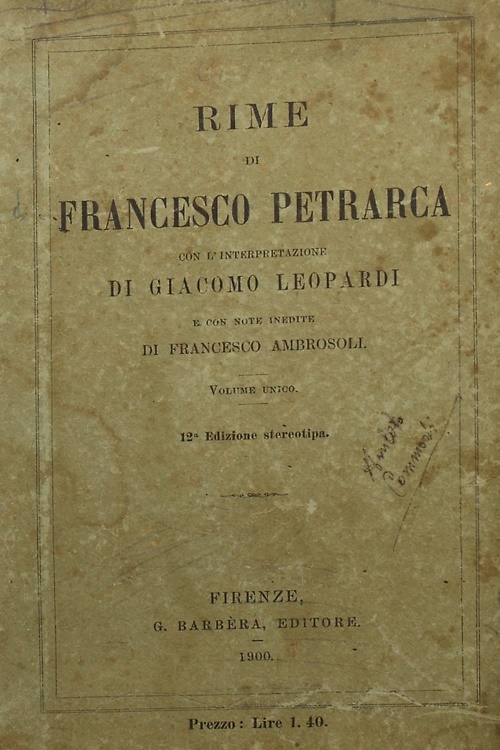 RIME
DI
FRANCESCO PETRARCA
CON L'INTERPRETAZIONE
DI GIACOMO LEOPARDI
E CON NOTE INEDITE
DI FRANCESCO AMBROSOLI.
VOLUME UNICO.
12ª Edizione stereotipa.
FIRENZE,
G. BARBÈRA, EDITORE.
1900.
Prezzo: Lire 1. 40.